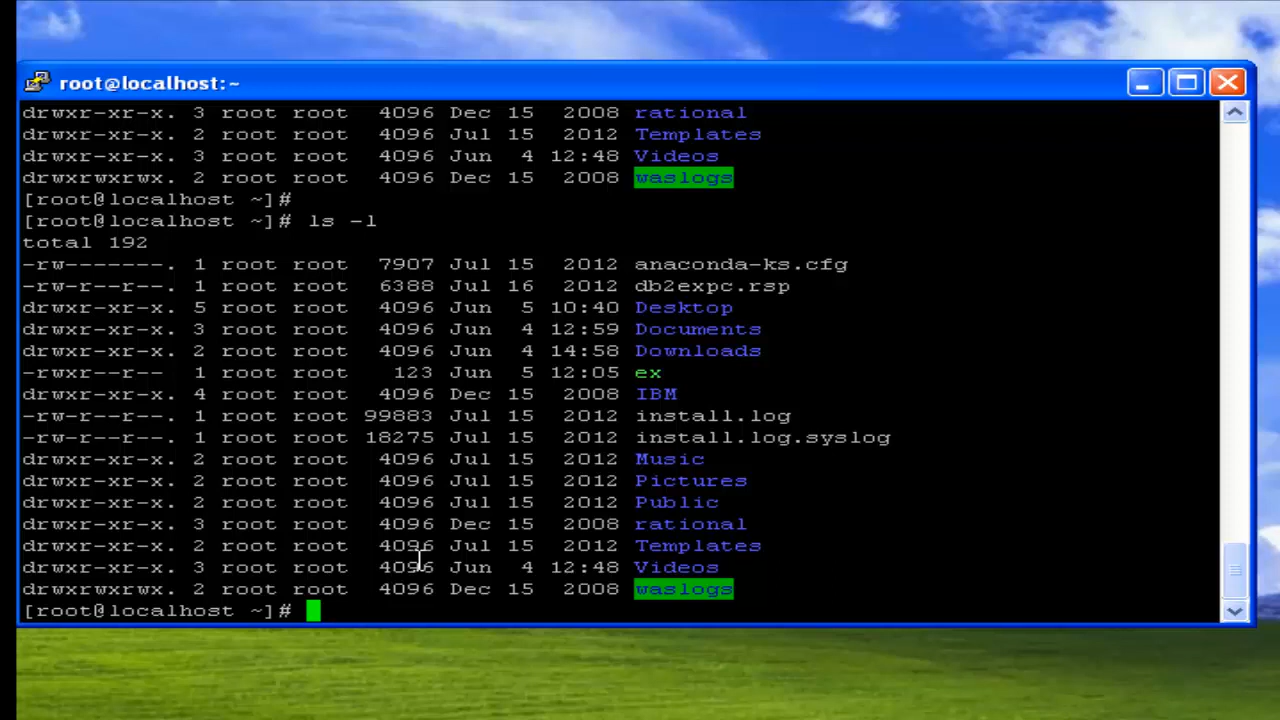 root@localhost:~
drwxr-xr-x. 3 root root  4096 Dec 15  2008 rational
drwxr-xr-x. 2 root root  4096 Jul 15  2012 Templates
drwxr-xr-x. 3 root root  4096 Jun  4 12:48 Videos
drwxrwxrwx. 2 root root  4096 Dec 15  2008 waslogs
[root@localhost ~]#
[root@localhost ~]# ls -l
total 192
-rw-------. 1 root root  7907 Jul 15  2012 anaconda-ks.cfg
-rw-r--r--. 1 root root  6388 Jul 16  2012 db2expc.rsp
drwxr-xr-x. 5 root root  4096 Jun  5 10:40 Desktop
drwxr-xr-x. 3 root root  4096 Jun  4 12:59 Documents
drwxr-xr-x. 2 root root  4096 Jun  4 14:58 Downloads
-rwxr--r--  1 root root   123 Jun  5 12:05 ex
drwxr-xr-x. 4 root root  4096 Dec 15  2008 IBM
-rw-r--r--. 1 root root 99883 Jul 15  2012 install.log
-rw-r--r--. 1 root root 18275 Jul 15  2012 install.log.syslog
drwxr-xr-x. 2 root root  4096 Jul 15  2012 Music
drwxr-xr-x. 2 root root  4096 Jul 15  2012 Pictures
drwxr-xr-x. 2 root root  4096 Jul 15  2012 Public
drwxr-xr-x. 3 root root  4096 Dec 15  2008 rational
drwxr-xr-x. 2 root root  4096 Jul 15  2012 Templates
drwxr-xr-x. 3 root root  4096 Jun  4 12:48 Videos
drwxrwxrwx. 2 root root  4096 Dec 15  2008 waslogs
[root@localhost ~]#